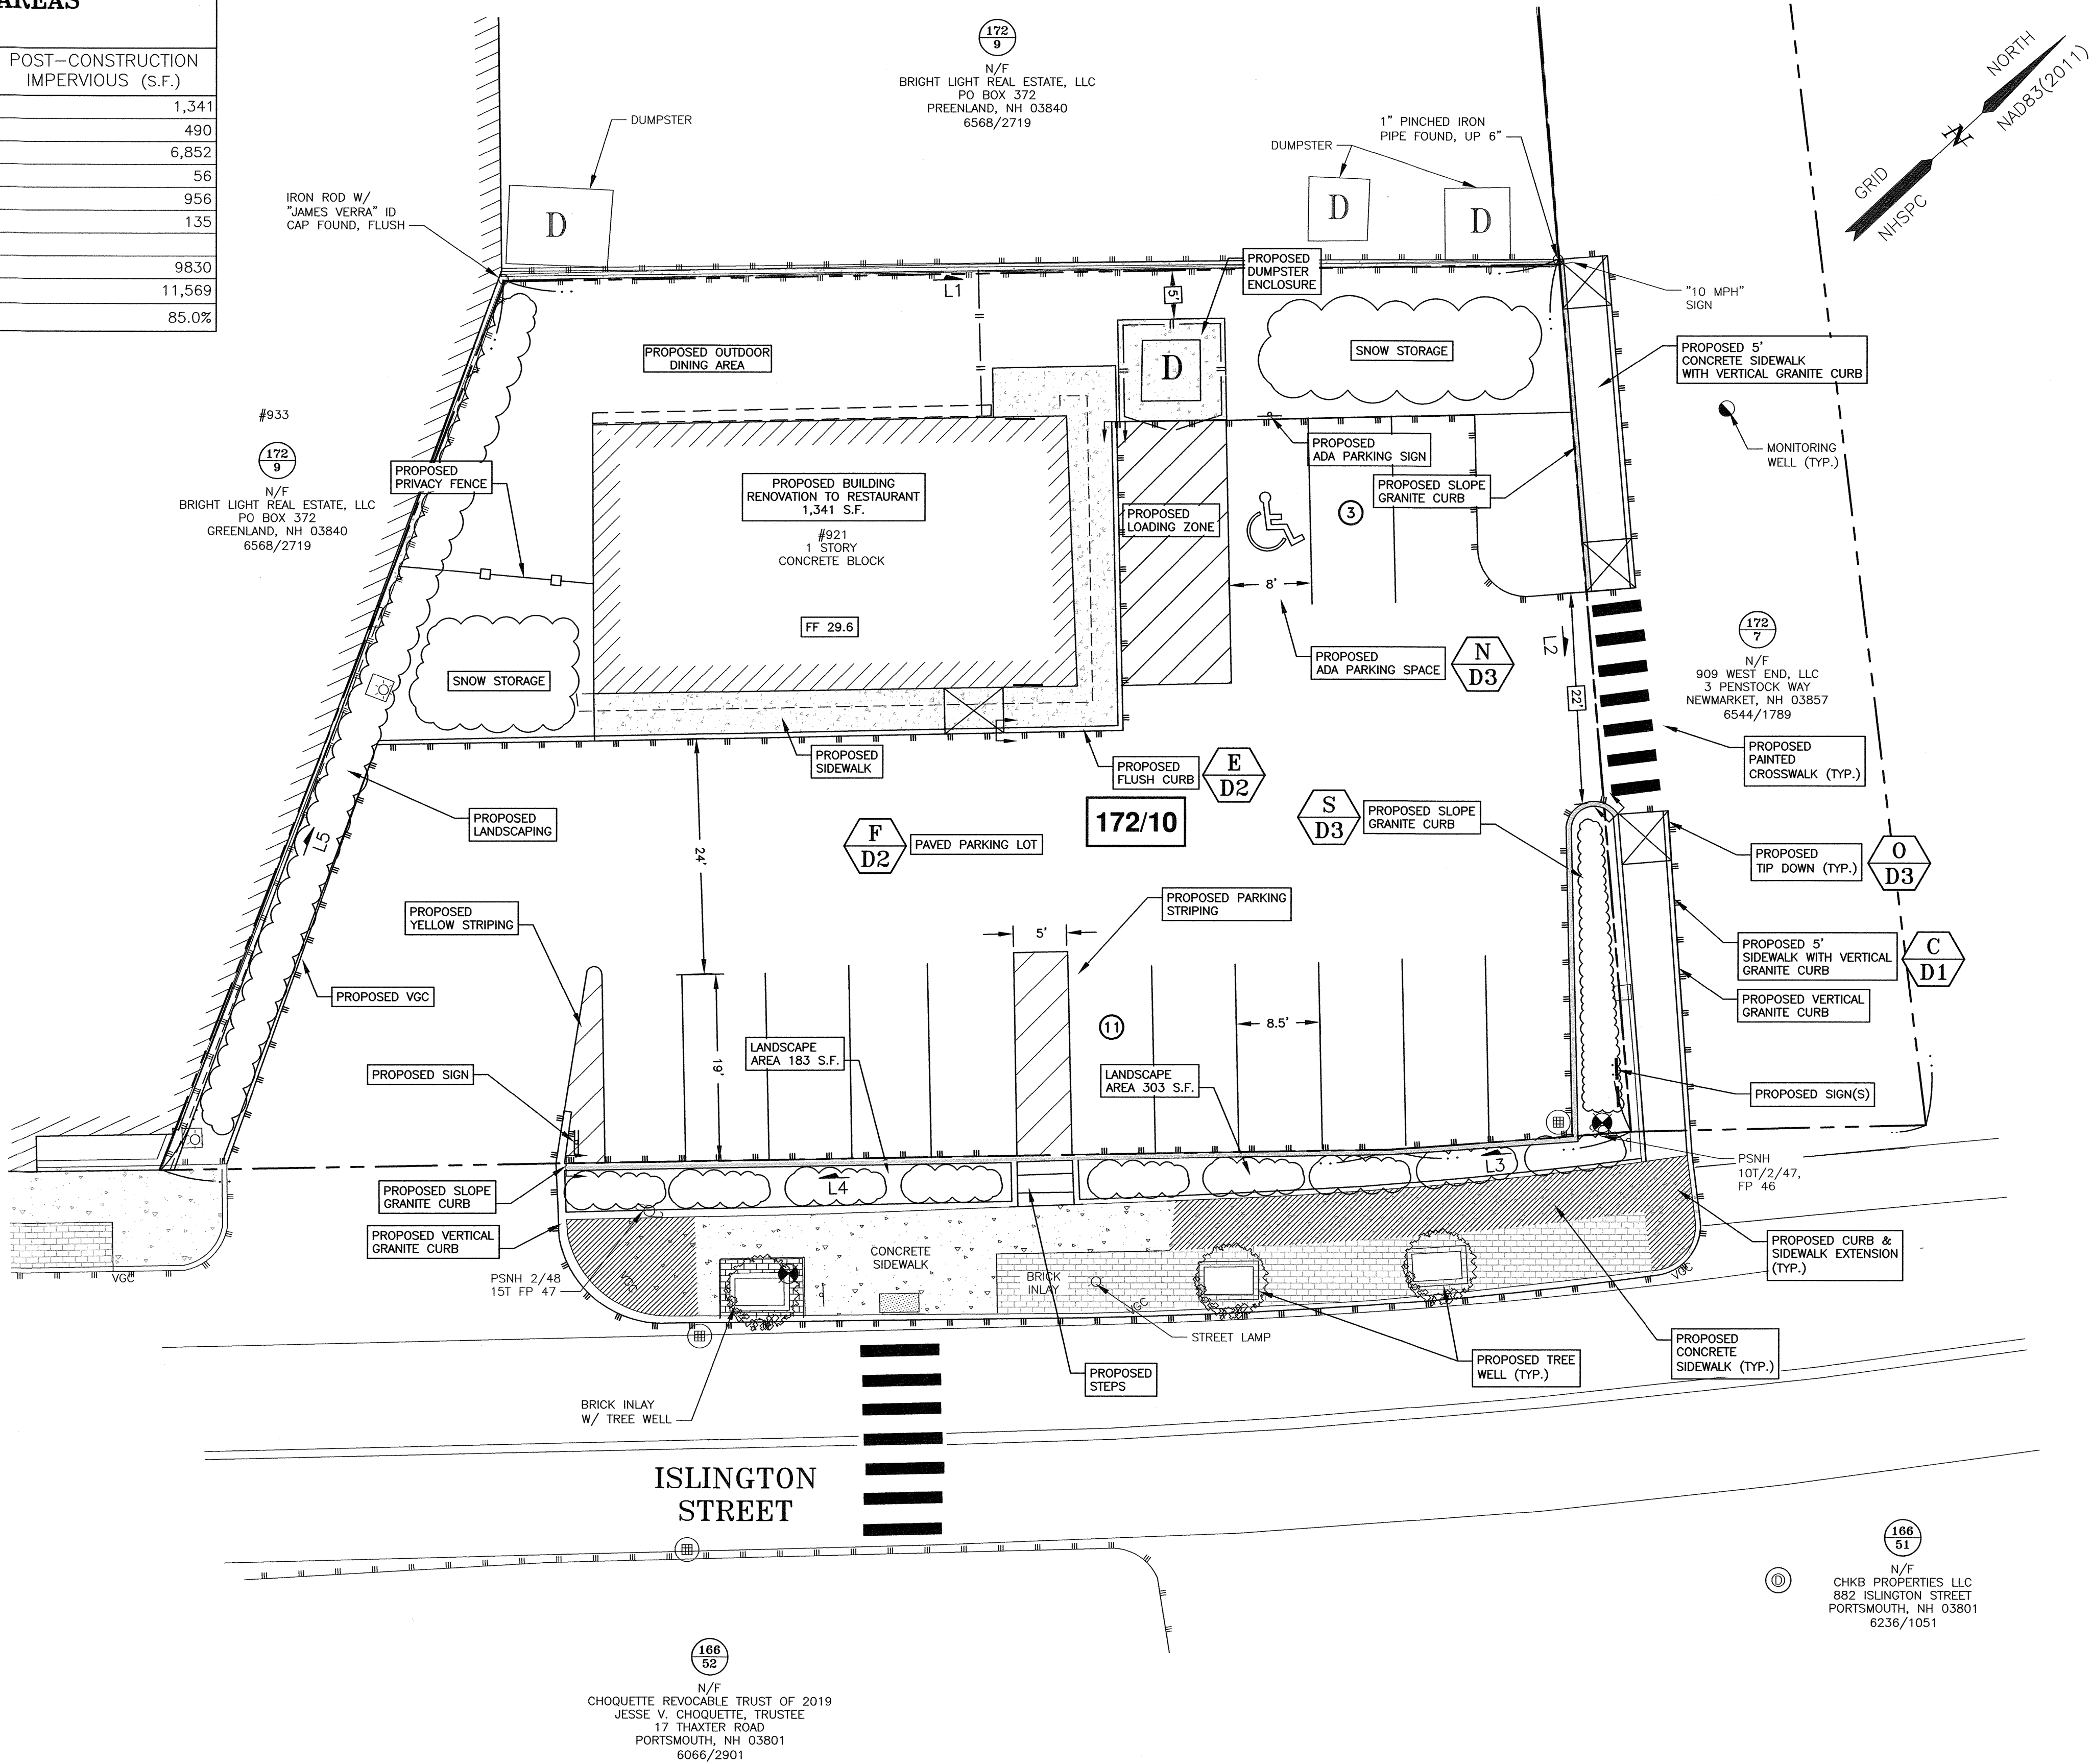 AREAS
POST–CONSTRUCTION
IMPERVIOUS (S.F.)
1,341
490
6,852
56
956
135
9830
11,569
85.0%
172
9
N/F
BRIGHT LIGHT REAL ESTATE, LLC
PO BOX 372
PREENLAND, NH 03840
6568/2719
NORTH
NAD83(2011)
N
GRID
NHSPC
DUMPSTER
1" PINCHED IRON
PIPE FOUND, UP 6"
DUMPSTER
IRON ROD W/
"JAMES VERRA" ID
CAP FOUND, FLUSH
D
D
D
PROPOSED
DUMPSTER
ENCLOSURE
L1
5'
"10 MPH"
SIGN
PROPOSED OUTDOOR
DINING AREA
D
SNOW STORAGE
PROPOSED 5'
CONCRETE SIDEWALK
WITH VERTICAL GRANITE CURB
#933
172
9
N/F
BRIGHT LIGHT REAL ESTATE, LLC
PO BOX 372
GREENLAND, NH 03840
6568/2719
PROPOSED
PRIVACY FENCE
PROPOSED BUILDING
RENOVATION TO RESTAURANT
1,341 S.F.
#921
1 STORY
CONCRETE BLOCK
FF 29.6
PROPOSED
ADA PARKING SIGN
PROPOSED
LOADING ZONE
3
PROPOSED SLOPE
GRANITE CURB
MONITORING
WELL (TYP.)
8'
PROPOSED
ADA PARKING SPACE
N
D3
L2
22'
172
7
N/F
909 WEST END, LLC
3 PENSTOCK WAY
NEWMARKET, NH 03857
6544/1789
SNOW STORAGE
PROPOSED
SIDEWALK
PROPOSED
FLUSH CURB
E
D2
PROPOSED
PAINTED
CROSSWALK (TYP.)
PROPOSED
LANDSCAPING
L5
24'
F
D2
PAVED PARKING LOT
172/10
S
D3
PROPOSED SLOPE
GRANITE CURB
PROPOSED
TIP DOWN (TYP.)
O
D3
PROPOSED
YELLOW STRIPING
PROPOSED PARKING
STRIPING
5'
PROPOSED 5'
SIDEWALK WITH VERTICAL
GRANITE CURB
C
D1
PROPOSED VGC
PROPOSED VERTICAL
GRANITE CURB
11
8.5'
19'
LANDSCAPE
AREA 183 S.F.
LANDSCAPE
AREA 303 S.F.
PROPOSED SIGN
PROPOSED SIGN(S)
L3
L4
PSNH
10T/2/47,
FP 46
PROPOSED SLOPE
GRANITE CURB
PROPOSED VERTICAL
GRANITE CURB
CONCRETE
SIDEWALK
BRICK
INLAY
VGC
VGC
VGC
VGC
PROPOSED CURB &
SIDEWALK EXTENSION
(TYP.)
PSNH 2/48
15T FP 47
STREET LAMP
PROPOSED
STEPS
PROPOSED TREE
WELL (TYP.)
PROPOSED
CONCRETE
SIDEWALK (TYP.)
BRICK INLAY
W/ TREE WELL
ISLINGTON
STREET
166
51
N/F
CHKB PROPERTIES LLC
882 ISLINGTON STREET
PORTSMOUTH, NH 03801
6236/1051
D
166
52
N/F
CHOQUETTE REVOCABLE TRUST OF 2019
JESSE V. CHOQUETTE, TRUSTEE
17 THAXTER ROAD
PORTSMOUTH, NH 03801
6066/2901